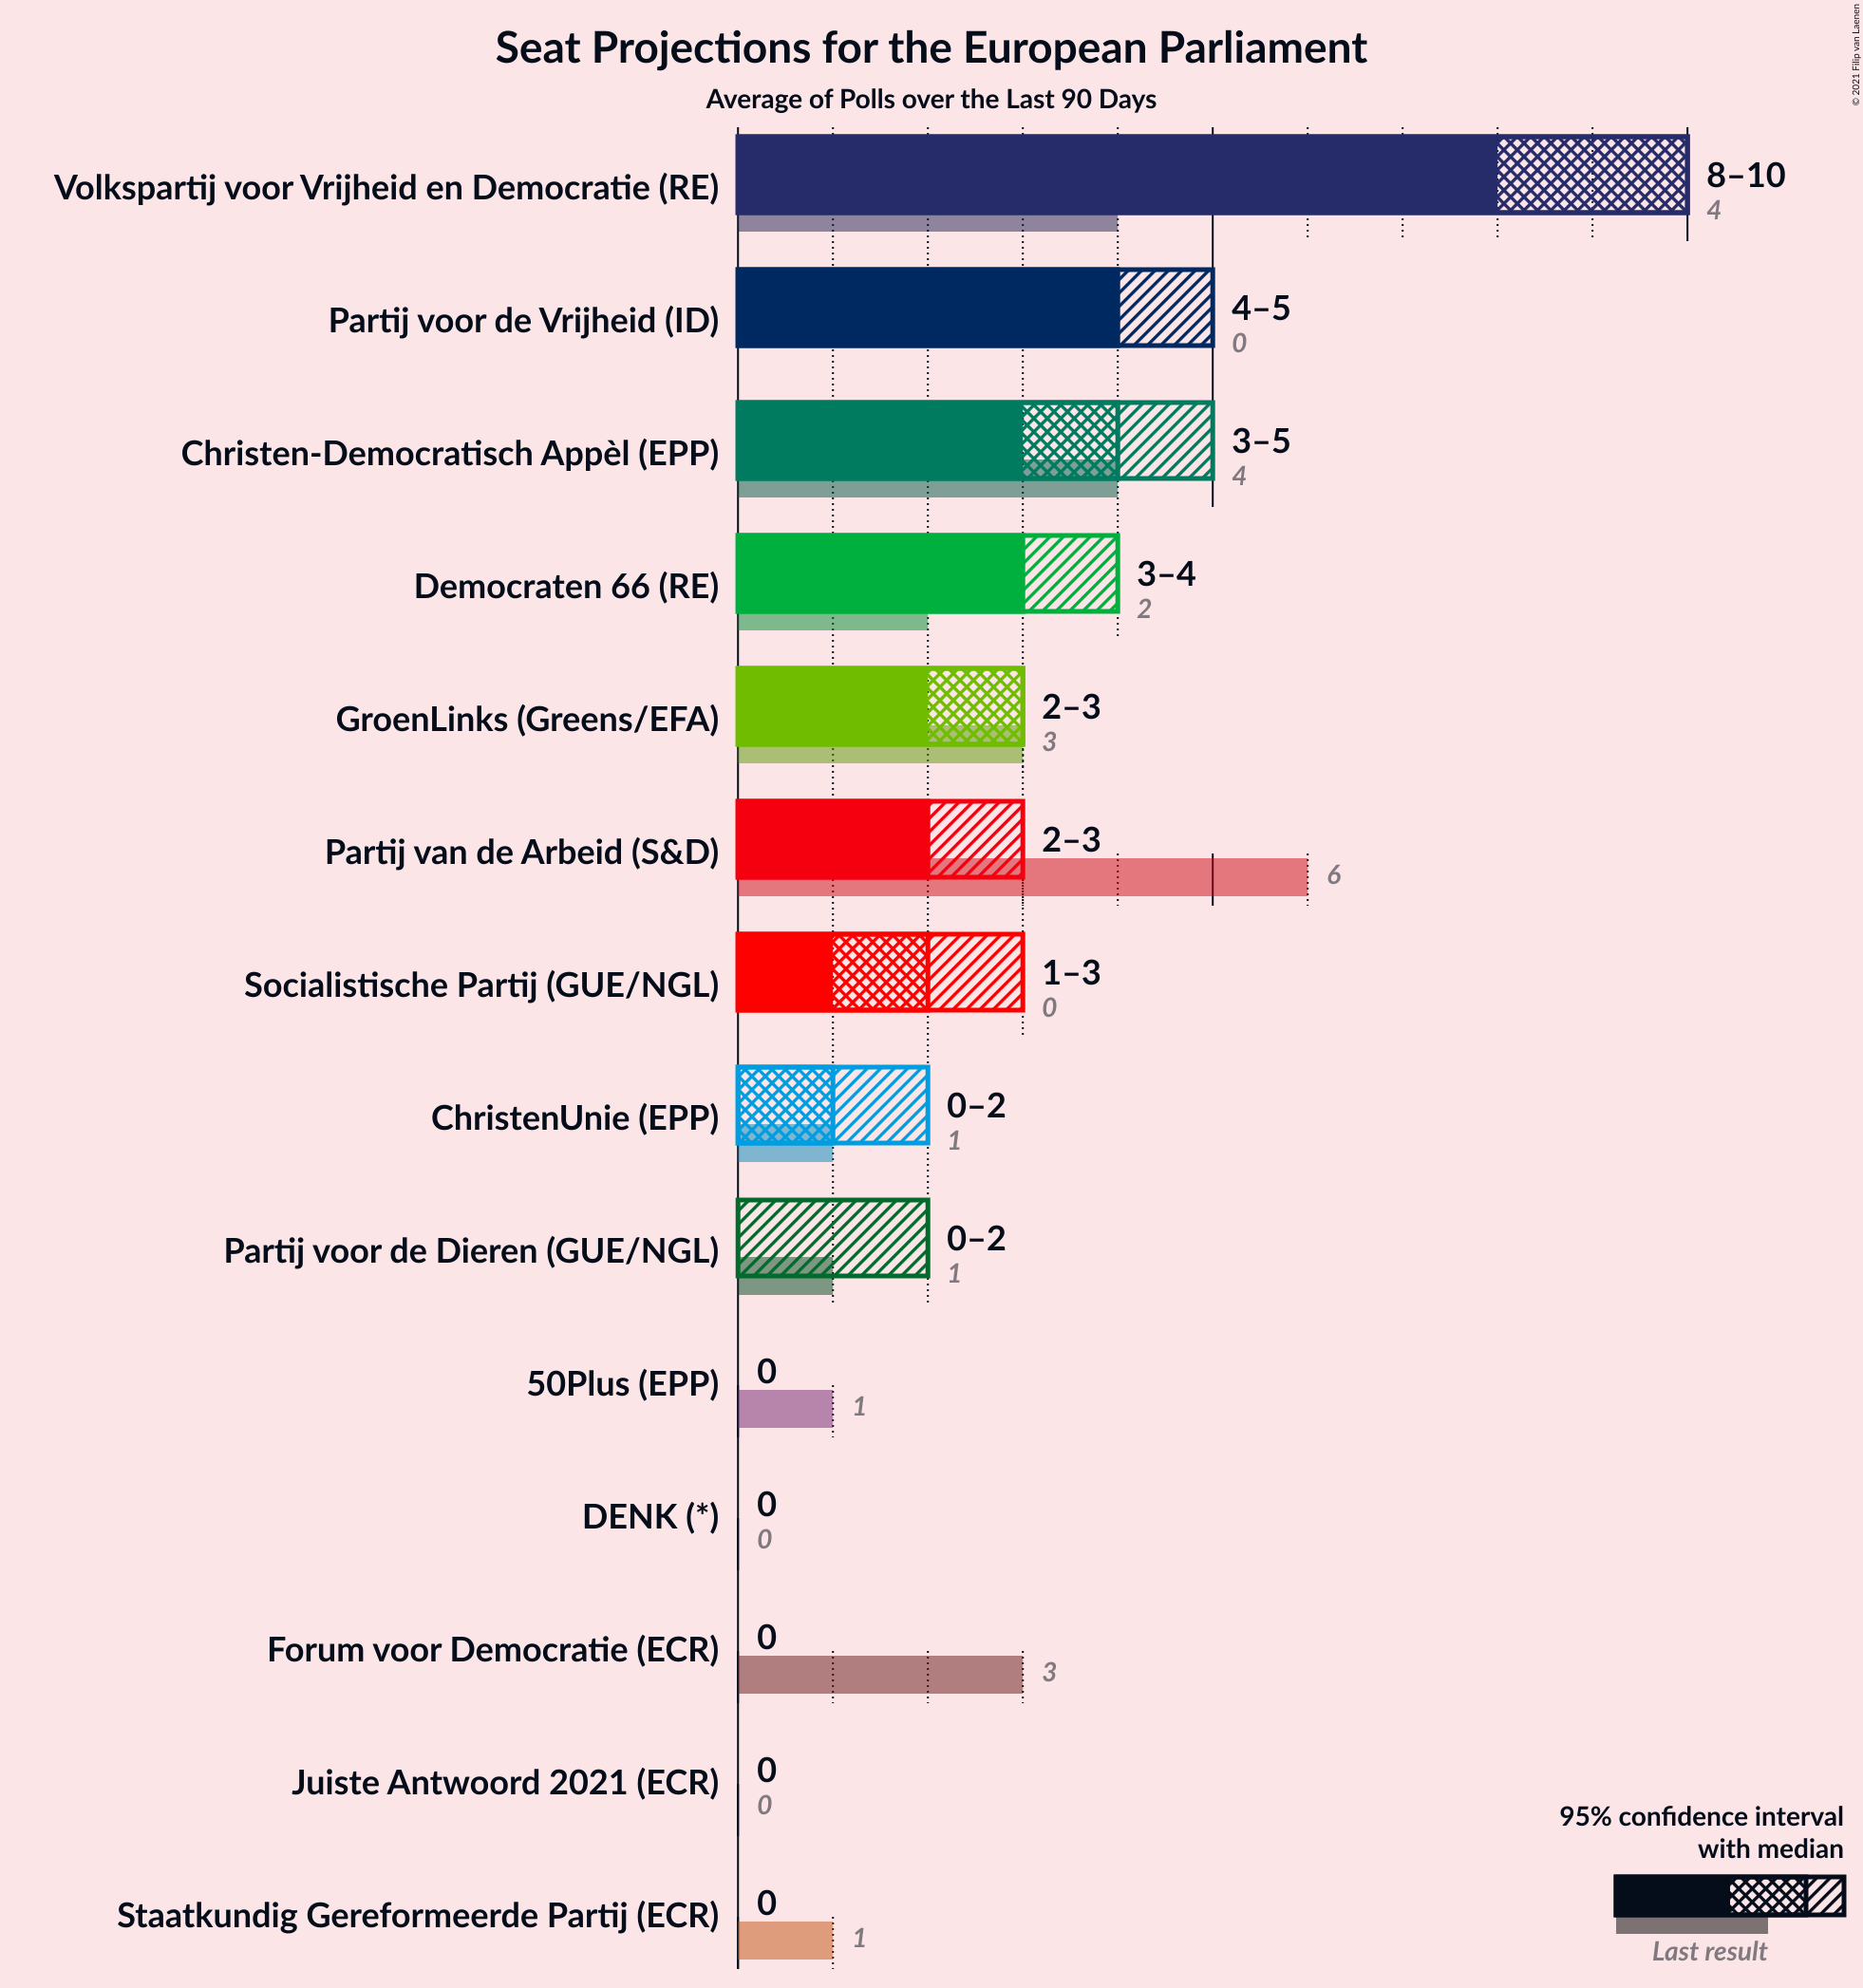 Seat Projections for the European Parliament
Average of Polls over the Last 90 Days
© 2021 Filip van Laenen
Volkspartij voor Vrijheid en Democratie (RE)
8–10
4
Partij voor de Vrijheid (ID)
4–5
0
Christen-Democratisch Appèl (EPP)
3–5
4
Democraten 66 (RE)
3–4
2
GroenLinks (Greens/EFA)
2–3
3
Partij van de Arbeid (S&D)
2–3
6
Socialistische Partij (GUE/NGL)
1–3
0
ChristenUnie (EPP)
0–2
1
Partij voor de Dieren (GUE/NGL)
0–2
1
50Plus (EPP)
0
1
DENK (*)
0
0
Forum voor Democratie (ECR)
0
3
Juiste Antwoord 2021 (ECR)
0
0
Staatkundig Gereformeerde Partij (ECR)
0
1
95% confidence interval
with median
Last result